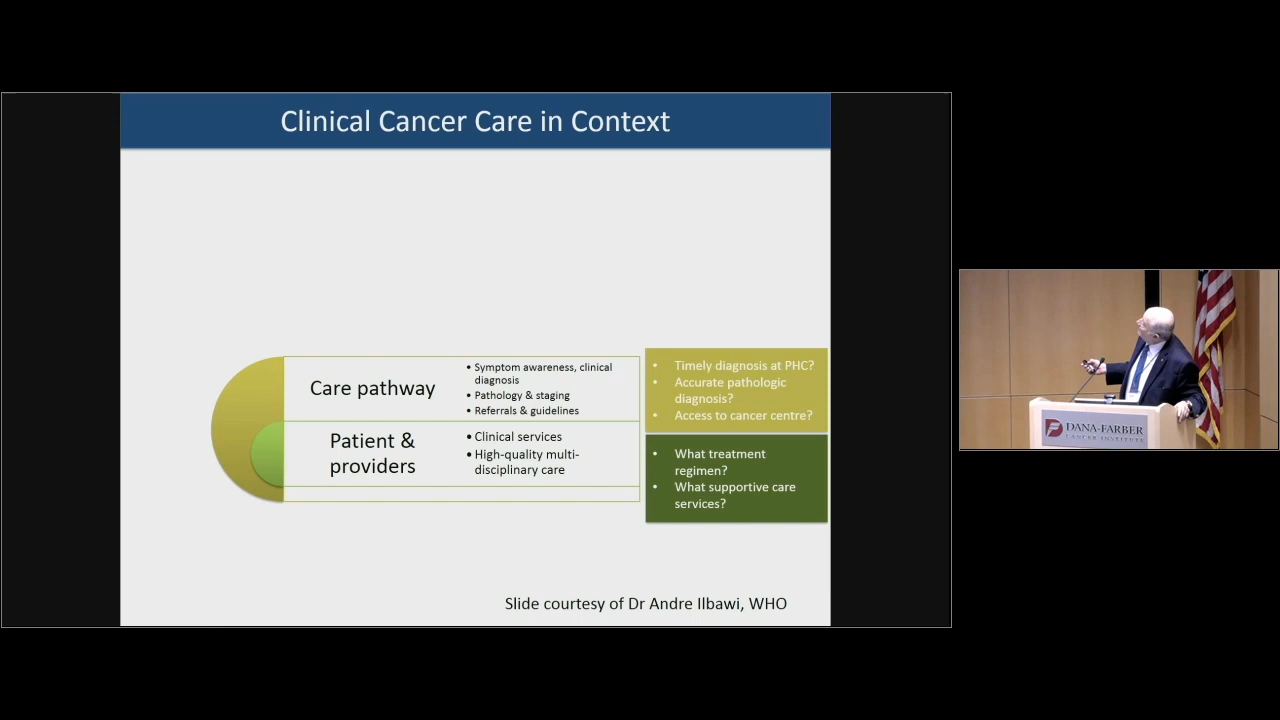 Clinical Cancer Care in Context
Care pathway
• Symptom awareness, clinical
diagnosis
• Pathology & staging
• Referrals & guidelines
• Timely diagnosis at PHC?
• Accurate pathologic
diagnosis?
• Access to cancer centre?
Patient &
providers
• Clinical services
• High-quality multi-
disciplinary care
• What treatment
regimen?
• What supportive care
services?
Slide courtesy of Dr Andre Ilbawi, WHO
DANA-FARBER
CANCER INSTITUTE